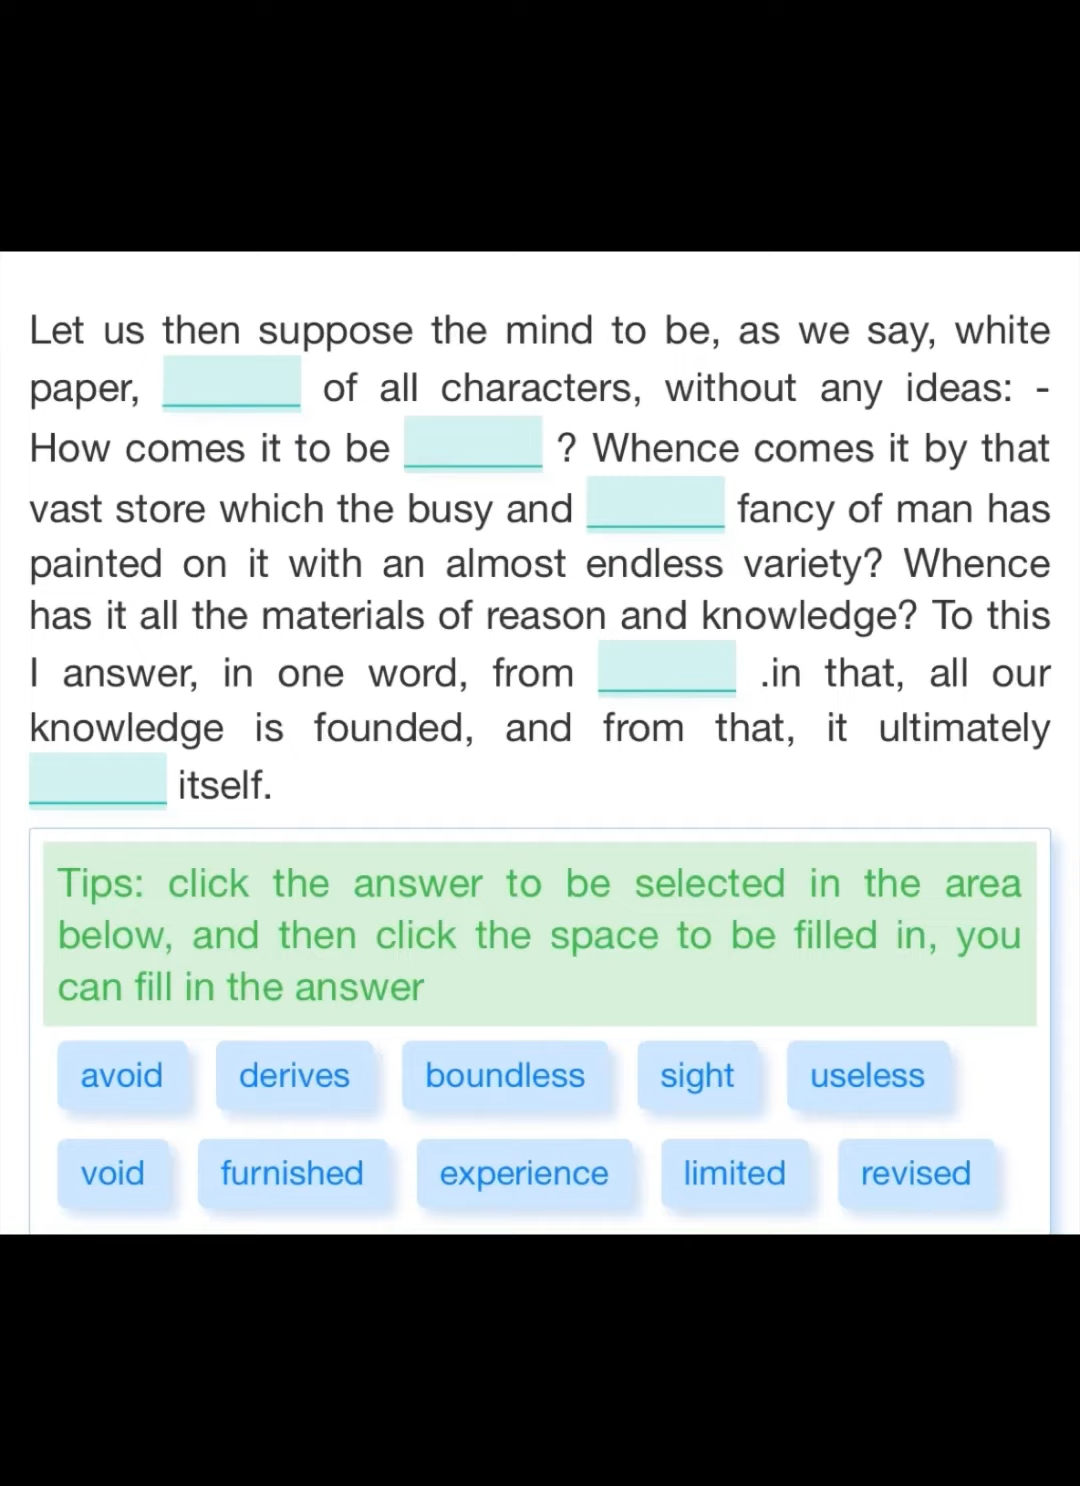 Let us then suppose the mind to be, as we say, white
paper, of all characters, without any ideas: -
How comes it to be ? Whence comes it by that
vast store which the busy and fancy of man has
painted on it with an almost endless variety? Whence
has it all the materials of reason and knowledge? To this
I answer, in one word, from .in that, all our
knowledge is founded, and from that, it ultimately
itself.
Tips: click the answer to be selected in the area
below, and then click the space to be filled in, you
can fill in the answer
avoid derives boundless sight useless
void furnished experience limited revised